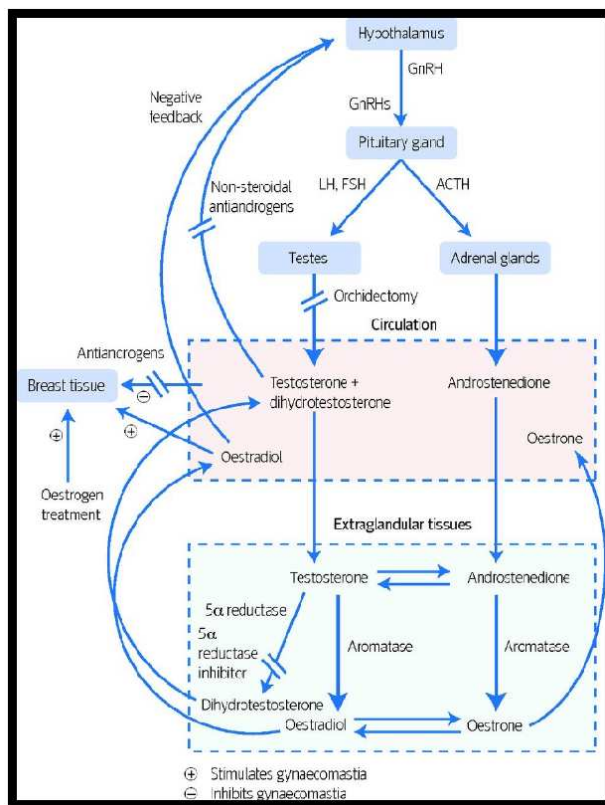 Hypothalamus
GnRH
Negative
feedback
GnRHs
Pituitary gland
LH, FSH
ACTH
Non-steroidal
antiandrogens
Testes
Adrenal glands
Orchidectomy
Circulation
Antiancrogens
Breast tissue
Testosterone +
dihydrotestosterone
Androstenedione
Oestrone
Oestradiol
Oestrogen
treatment
Extraglandular tissues
Testosterone
Androstenedione
5α reductase
5α
reductase
inhibitor
Aromatase
Aromatase
Dihydrotestosterone
Oestradiol
Oestrone
⊕ Stimulates gynaecomastia
⊖ Inhibits gynaecomastia